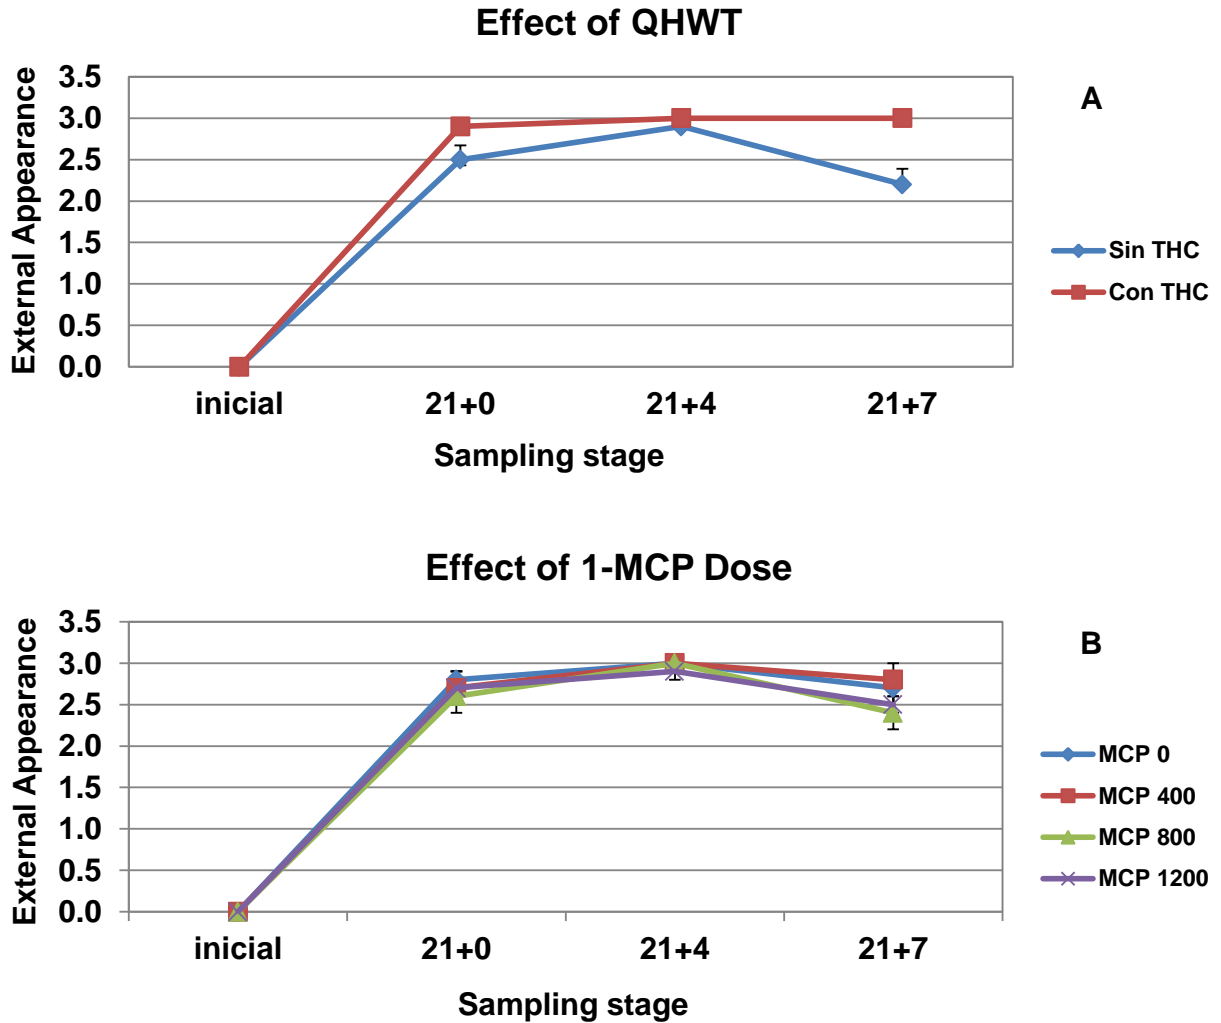 Effect of QHWT
A
External Appearance
3.5
3.0
2.5
2.0
1.5
1.0
0.5
0.0
inicial 21+0 21+4 21+7
Sampling stage
Sin THC
Con THC
Effect of 1-MCP Dose
B
External Appearance
3.5
3.0
2.5
2.0
1.5
1.0
0.5
0.0
inicial 21+0 21+4 21+7
Sampling stage
MCP 0
MCP 400
MCP 800
MCP 1200